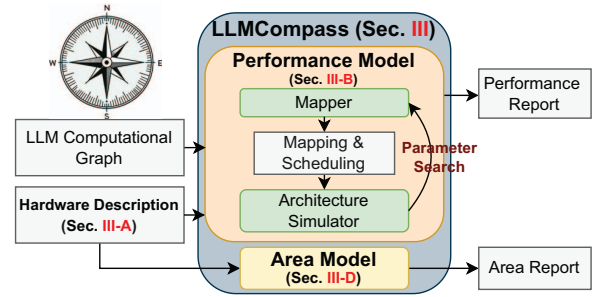 N
W
E
S
LLMCompass (Sec. III)
Performance Model
(Sec. III-B)
Mapper
Mapping &
Scheduling
Architecture
Simulator
Parameter
Search
LLM Computational
Graph
Hardware Description
(Sec. III-A)
Area Model
(Sec. III-D)
Performance
Report
Area Report